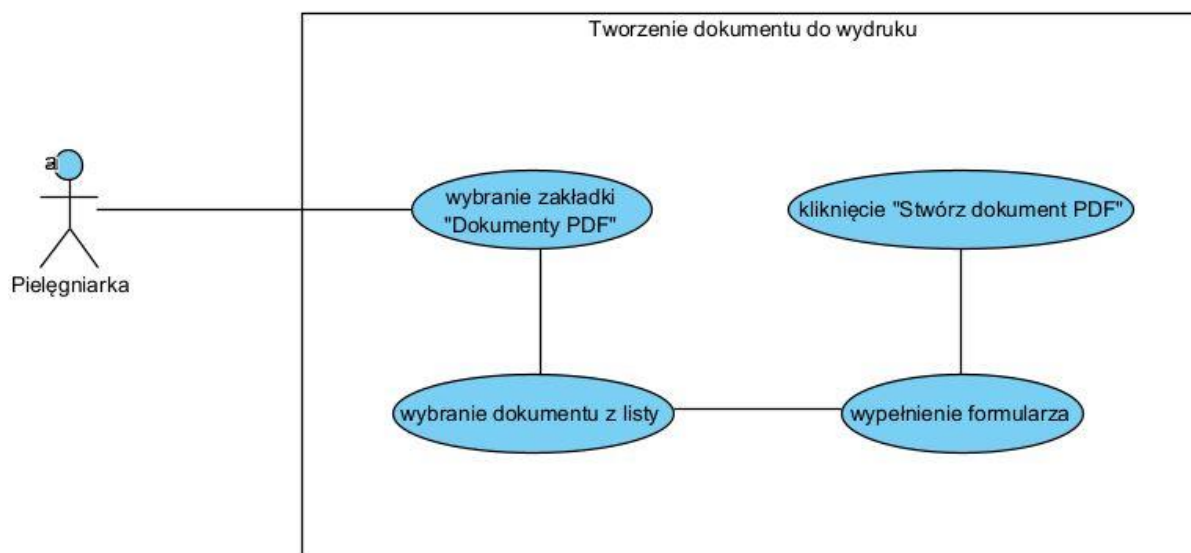 Tworzenie dokumentu do wydruku
a
wybranie zakładki
"Dokumenty PDF"
kliknięcie "Stwórz dokument PDF"
Pielęgniarka
wybranie dokumentu z listy
wypełnienie formularza